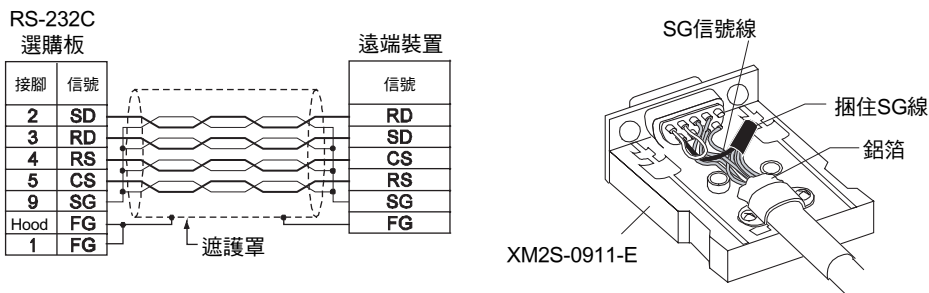 RS-232C
選購板
遠端裝置
接腳 信號 信號
2 SD RD
3 RD SD
4 RS CS
5 CS RS
9 SG SG
Hood FG FG
1 FG
遮護罩
SG信號線
捆住SG線
鋁箔
XM2S-0911-E